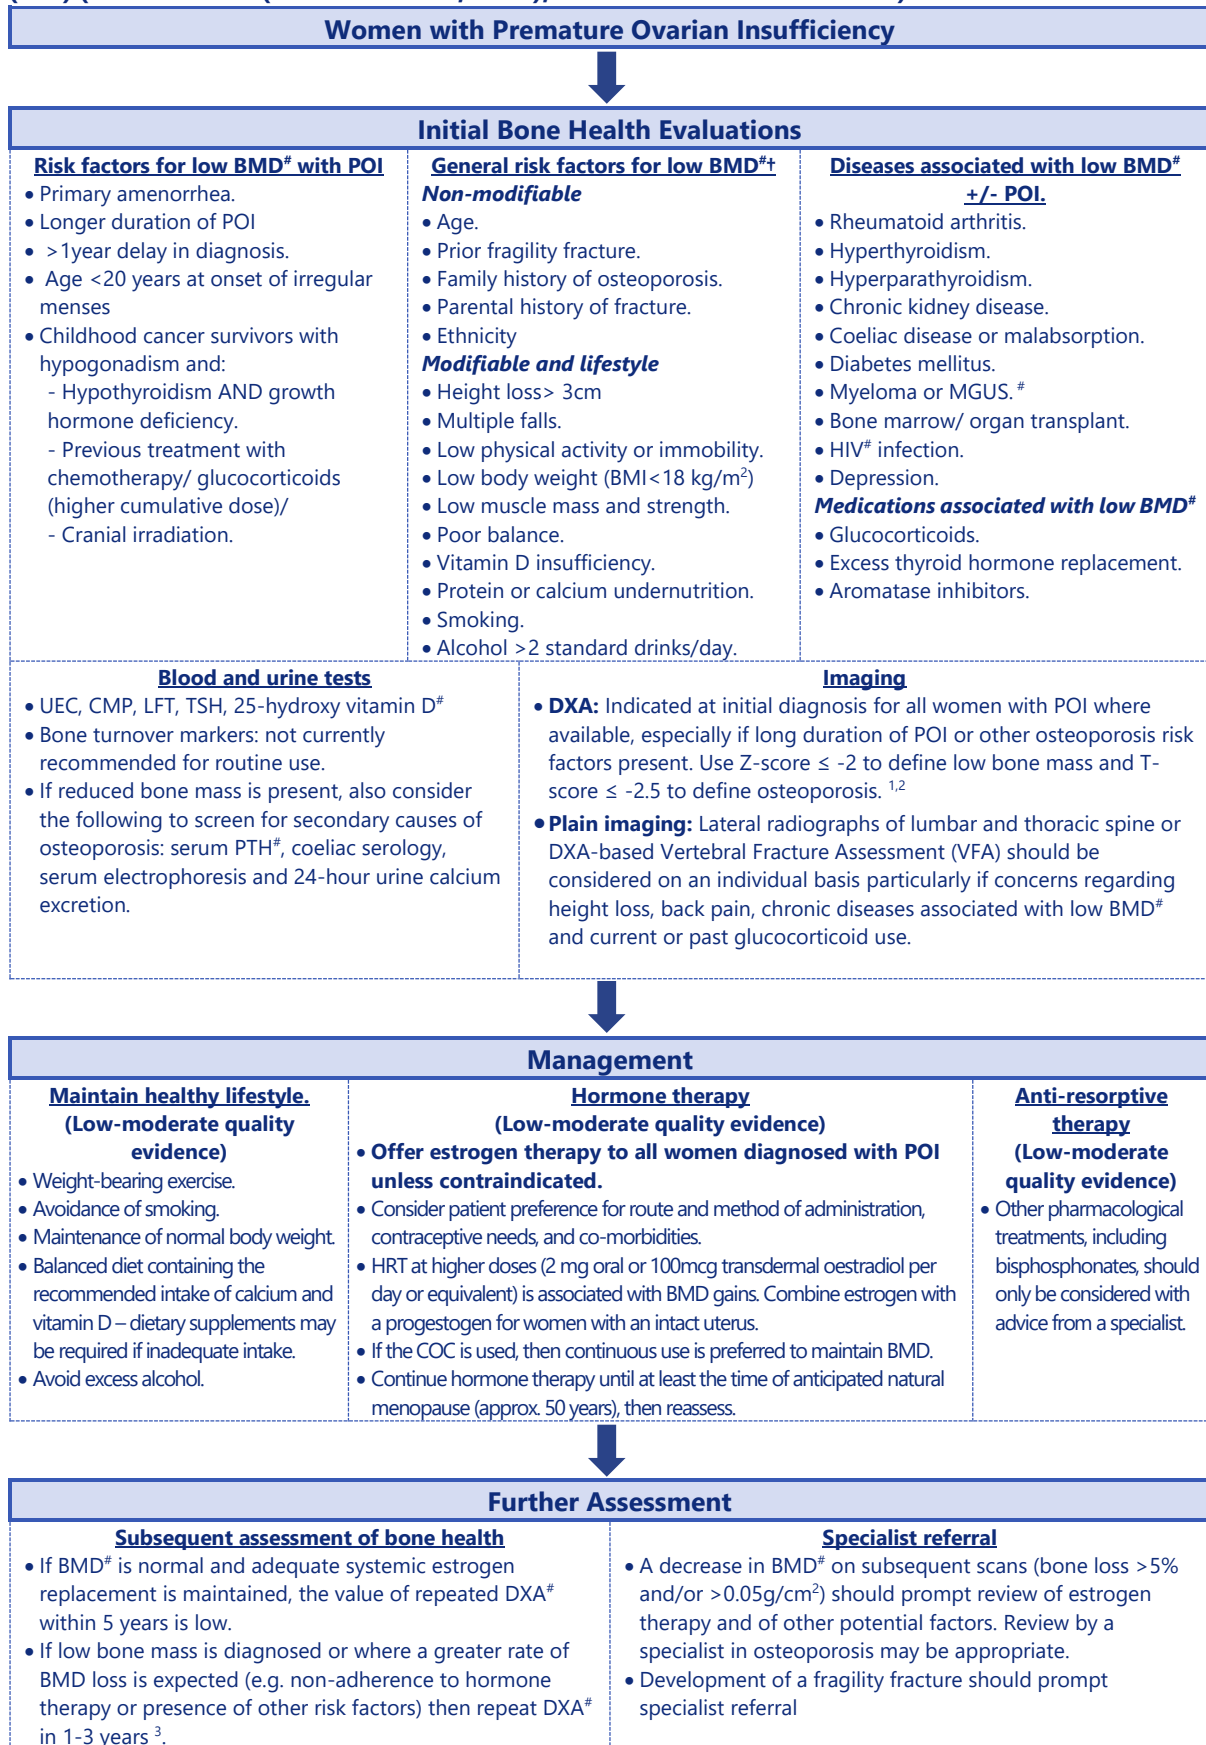 Women with Premature Ovarian Insufficiency
Initial Bone Health Evaluations
Risk factors for low BMD# with POI
• Primary amenorrhea.
• Longer duration of POI
• >1year delay in diagnosis.
• Age <20 years at onset of irregular
menses
• Childhood cancer survivors with
hypogonadism and:
- Hypothyroidism AND growth
hormone deficiency.
- Previous treatment with
chemotherapy/ glucocorticoids
(higher cumulative dose)/
- Cranial irradiation.
General risk factors for low BMD#†
Non-modifiable
• Age.
• Prior fragility fracture.
• Family history of osteoporosis.
• Parental history of fracture.
• Ethnicity
Modifiable and lifestyle
• Height loss> 3cm
• Multiple falls.
• Low physical activity or immobility.
• Low body weight (BMI<18 kg/m2)
• Low muscle mass and strength.
• Poor balance.
• Vitamin D insufficiency.
• Protein or calcium undernutrition.
• Smoking.
• Alcohol >2 standard drinks/day.
Diseases associated with low BMD#
+/- POI.
• Rheumatoid arthritis.
• Hyperthyroidism.
• Hyperparathyroidism.
• Chronic kidney disease.
• Coeliac disease or malabsorption.
• Diabetes mellitus.
• Myeloma or MGUS. #
• Bone marrow/ organ transplant.
• HIV# infection.
• Depression.
Medications associated with low BMD#
• Glucocorticoids.
• Excess thyroid hormone replacement.
• Aromatase inhibitors.
Blood and urine tests
• UEC, CMP, LFT, TSH, 25-hydroxy vitamin D#
• Bone turnover markers: not currently
recommended for routine use.
• If reduced bone mass is present, also consider
the following to screen for secondary causes of
osteoporosis: serum PTH#, coeliac serology,
serum electrophoresis and 24-hour urine calcium
excretion.
Imaging
• DXA: Indicated at initial diagnosis for all women with POI where
available, especially if long duration of POI or other osteoporosis risk
factors present. Use Z-score ≤ -2 to define low bone mass and T-
score ≤ -2.5 to define osteoporosis. 1,2
• Plain imaging: Lateral radiographs of lumbar and thoracic spine or
DXA-based Vertebral Fracture Assessment (VFA) should be
considered on an individual basis particularly if concerns regarding
height loss, back pain, chronic diseases associated with low BMD#
and current or past glucocorticoid use.
Management
Maintain healthy lifestyle.
(Low-moderate quality
evidence)
• Weight-bearing exercise.
• Avoidance of smoking.
• Maintenance of normal body weight.
• Balanced diet containing the
recommended intake of calcium and
vitamin D – dietary supplements may
be required if inadequate intake.
• Avoid excess alcohol.
Hormone therapy
(Low-moderate quality evidence)
• Offer estrogen therapy to all women diagnosed with POI
unless contraindicated.
• Consider patient preference for route and method of administration,
contraceptive needs, and co-morbidities.
• HRT at higher doses (2 mg oral or 100mcg transdermal oestradiol per
day or equivalent) is associated with BMD gains. Combine estrogen with
a progestogen for women with an intact uterus.
• If the COC is used, then continuous use is preferred to maintain BMD.
• Continue hormone therapy until at least the time of anticipated natural
menopause (approx. 50 years), then reassess.
Anti-resorptive
therapy
(Low-moderate
quality evidence)
• Other pharmacological
treatments, including
bisphosphonates, should
only be considered with
advice from a specialist.
Further Assessment
Subsequent assessment of bone health
• If BMD# is normal and adequate systemic estrogen
replacement is maintained, the value of repeated DXA#
within 5 years is low.
• If low bone mass is diagnosed or where a greater rate of
BMD loss is expected (e.g. non-adherence to hormone
therapy or presence of other risk factors) then repeat DXA#
in 1-3 years 3.
Specialist referral
• A decrease in BMD# on subsequent scans (bone loss >5%
and/or >0.05g/cm2) should prompt review of estrogen
therapy and of other potential factors. Review by a
specialist in osteoporosis may be appropriate.
• Development of a fragility fracture should prompt
specialist referral